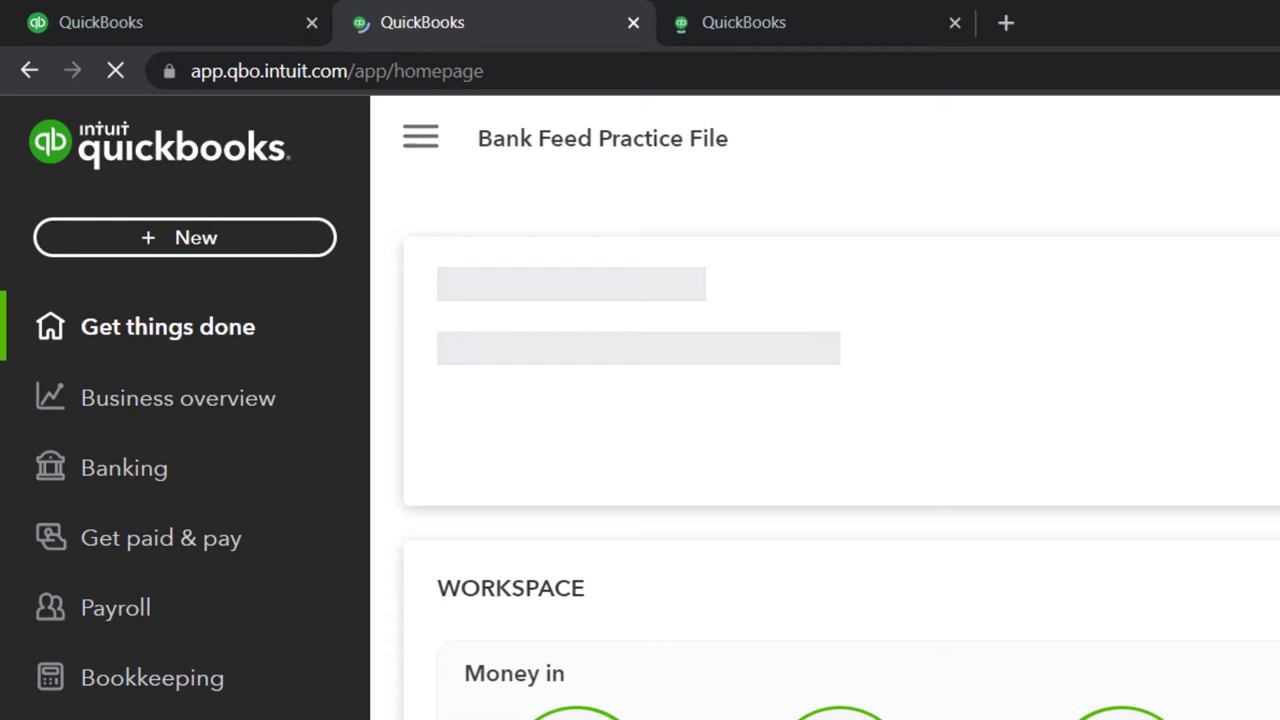 QuickBooks
QuickBooks
QuickBooks
app.qbo.intuit.com/app/homepage
qb
intuit
quickbooks.
Bank Feed Practice File
+ New
Get things done
Business overview
Banking
Get paid & pay
Payroll
Bookkeeping
WORKSPACE
Money in